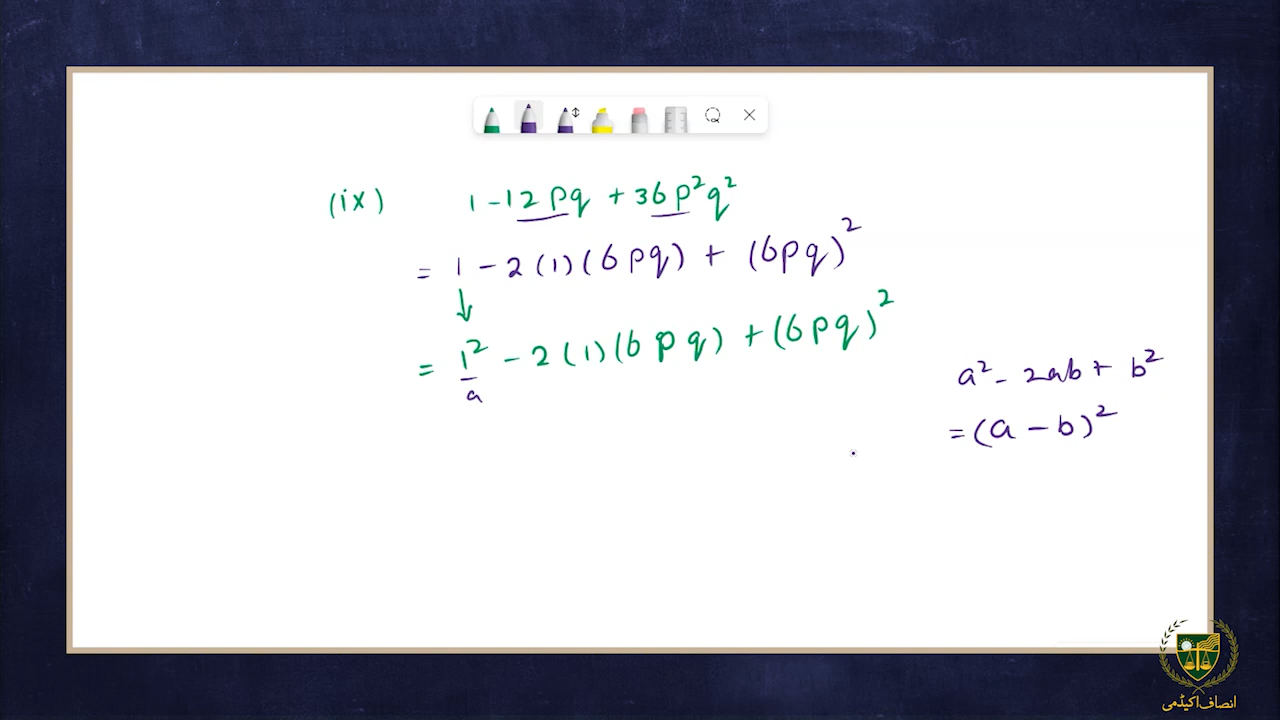 (ix) 1 - 12pq + 36p²q²
= 1 - 2(1)(6pq) + (6pq)²
↓
= 1² - 2(1)(6pq) + (6pq)²
a
a² - 2ab + b²
= (a - b)²
انصاف اکیڈمی